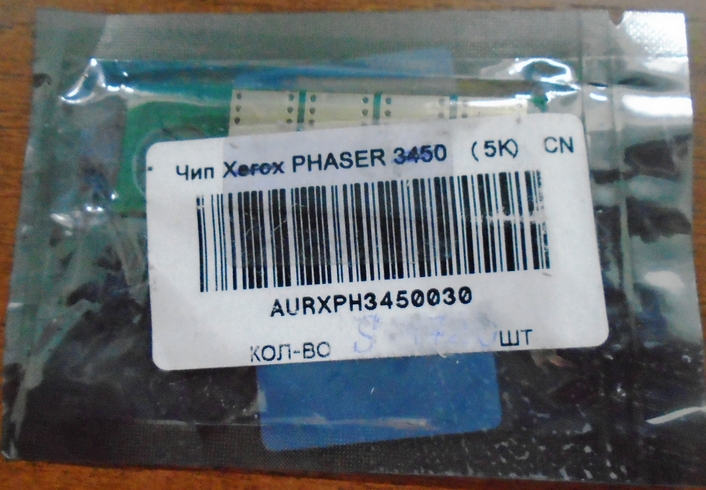 Чип Xerox PHASER 3450 (5K) CN
AURXPH3450030
КОЛ-ВО ШТ